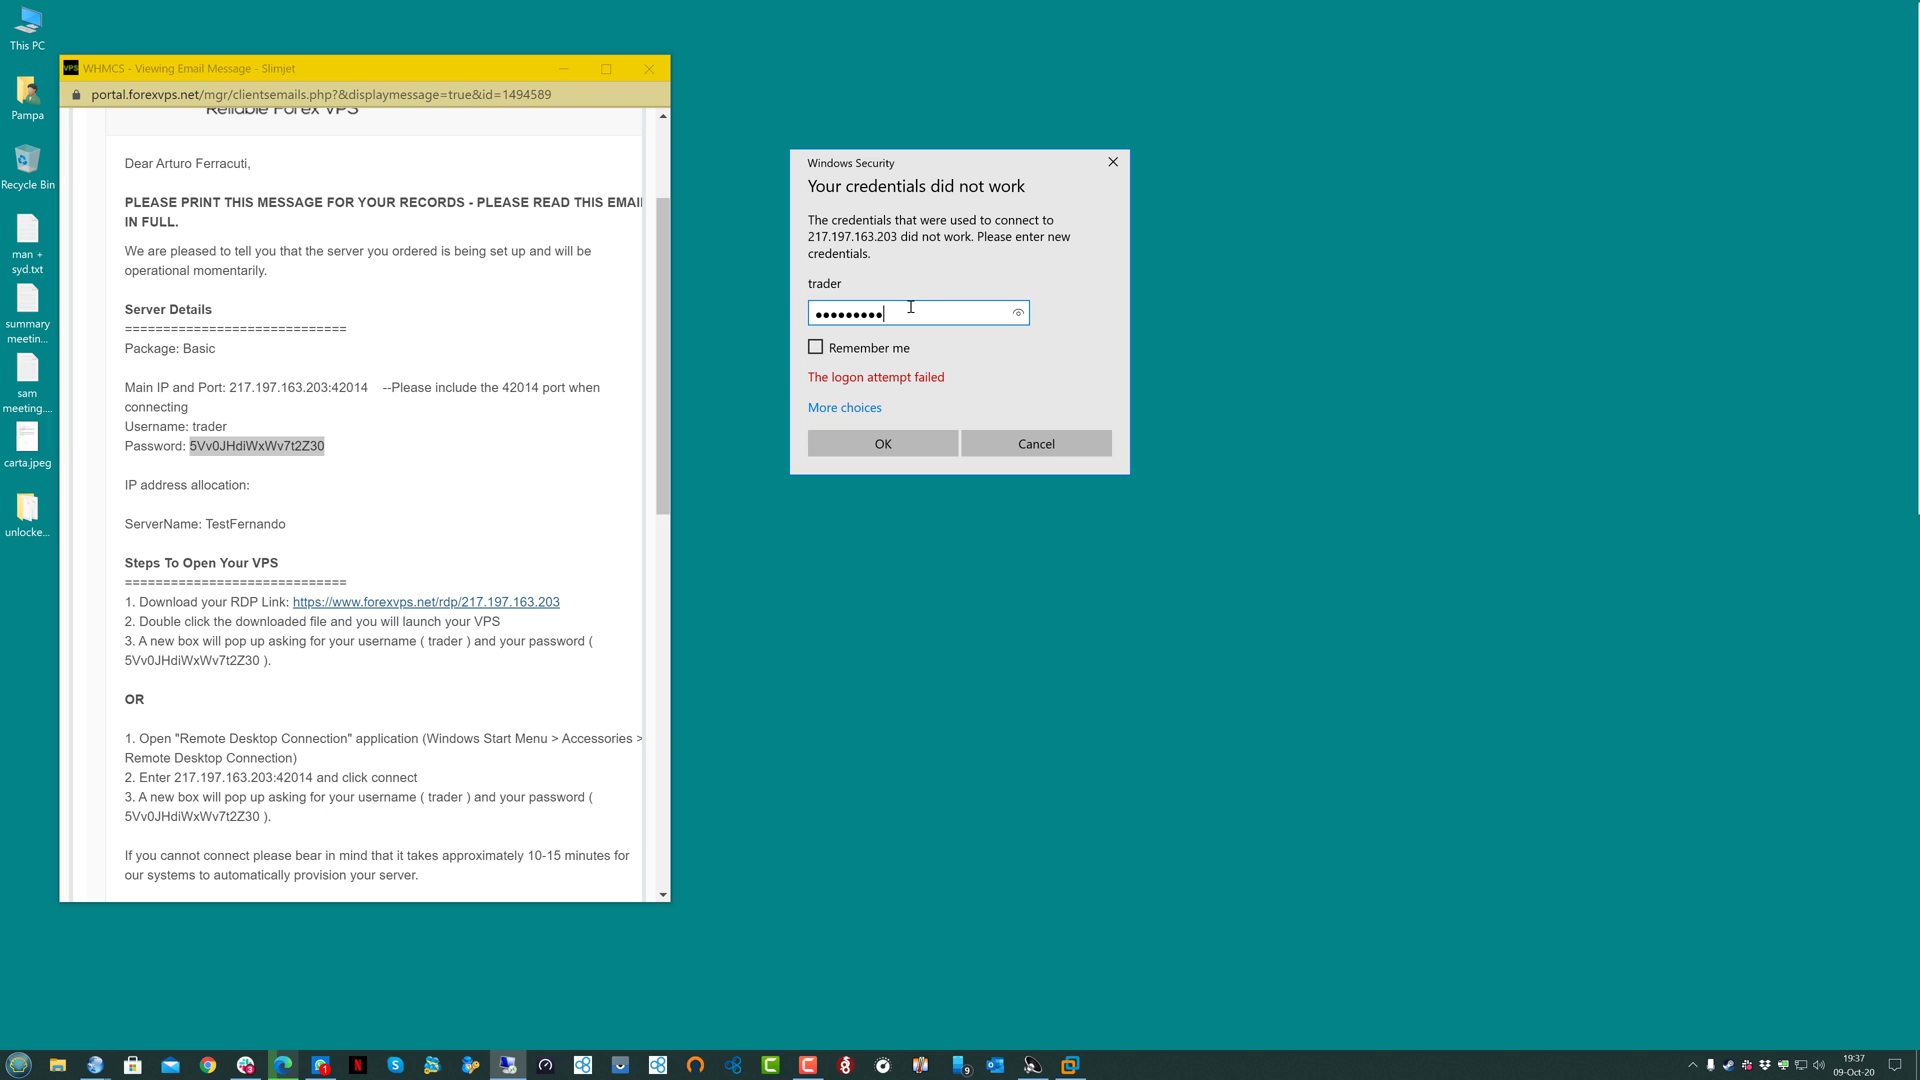 This PC
Pampa
Recycle Bin
man +
syd.txt
summary
meetin...
sam
meeting....
carta.jpeg
unlocke...
VPS
WHMCS - Viewing Email Message - Slimjet
portal.forexvps.net/mgr/clientsemails.php?&displaymessage=true&id=1494589
Reliable Forex VPS
Dear Arturo Ferracuti,
PLEASE PRINT THIS MESSAGE FOR YOUR RECORDS - PLEASE READ THIS EMAI
IN FULL.
We are pleased to tell you that the server you ordered is being set up and will be
operational momentarily.
Server Details
=============================
Package: Basic
Main IP and Port: 217.197.163.203:42014 --Please include the 42014 port when
connecting
Username: trader
Password: 5Vv0JHdiWxWv7t2Z30
IP address allocation:
ServerName: TestFernando
Steps To Open Your VPS
=============================
1. Download your RDP Link: https://www.forexvps.net/rdp/217.197.163.203
2. Double click the downloaded file and you will launch your VPS
3. A new box will pop up asking for your username ( trader ) and your password (
5Vv0JHdiWxWv7t2Z30 ).
OR
1. Open "Remote Desktop Connection" application (Windows Start Menu > Accessories >
Remote Desktop Connection)
2. Enter 217.197.163.203:42014 and click connect
3. A new box will pop up asking for your username ( trader ) and your password (
5Vv0JHdiWxWv7t2Z30 ).
If you cannot connect please bear in mind that it takes approximately 10-15 minutes for
our systems to automatically provision your server.
Windows Security
Your credentials did not work
The credentials that were used to connect to
217.197.163.203 did not work. Please enter new
credentials.
trader
●●●●●●●●●
Remember me
The logon attempt failed
More choices
OK
Cancel
19:37
09-Oct-20